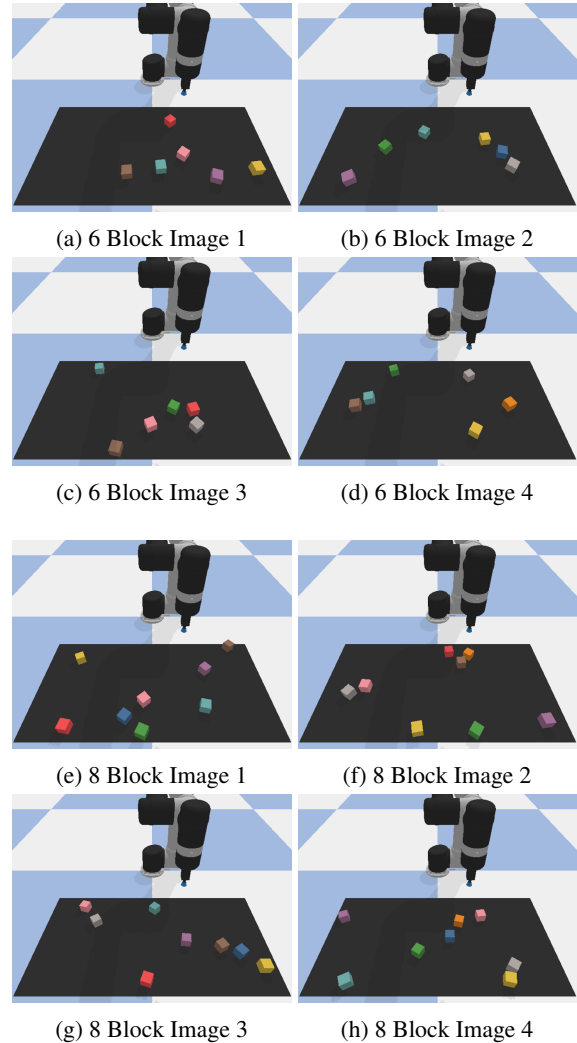 (a) 6 Block Image 1
(b) 6 Block Image 2
(c) 6 Block Image 3
(d) 6 Block Image 4
(e) 8 Block Image 1
(f) 8 Block Image 2
(g) 8 Block Image 3
(h) 8 Block Image 4